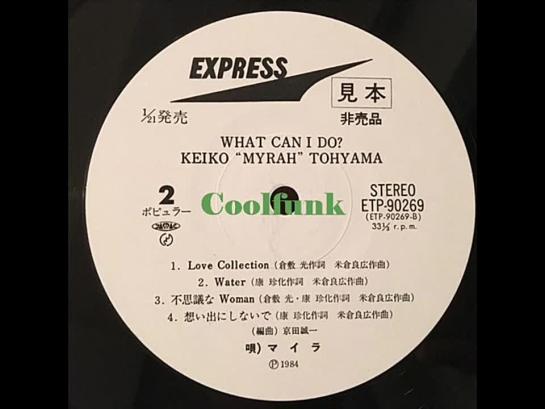 EXPRESS
見本
1/21発売
非売品
WHAT CAN I DO?
KEIKO “MYRAH” TOHYAMA
2
ポピュラー
Coolfunk
STEREO
ETP-90269
(ETP-90269-B)
33⅓ r.p.m.
1. Love Collection (倉敷 光作詞 米倉良広作曲)
2. Water (康 珍化作詞 米倉良広作曲)
3. 不思議な Woman (倉敷 光・康 珍化作詞 米倉良広作曲)
4. 想い出にしないで (康 珍化作詞 米倉良広作曲)
(編曲) 京田誠一
唄) マイラ
Ⓟ1984